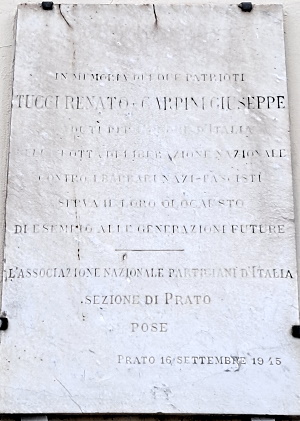 IN MEMORIA DEI DUE PATRIOTI
TUCCI RENATO E CARPINI GIUSEPPE
CADUTI PER L'ONORE D'ITALIA
NELLA LOTTA DI LIBERAZIONE NAZIONALE
CONTRO I BARBARI NAZI-FASCISTI
SERVA IL LORO OLOCAUSTO
DI ESEMPIO ALLE GENERAZIONI FUTURE
L'ASSOCIAZIONE NAZIONALE PARTIGIANI D'ITALIA
SEZIONE DI PRATO
POSE
PRATO 16 SETTEMBRE 1945